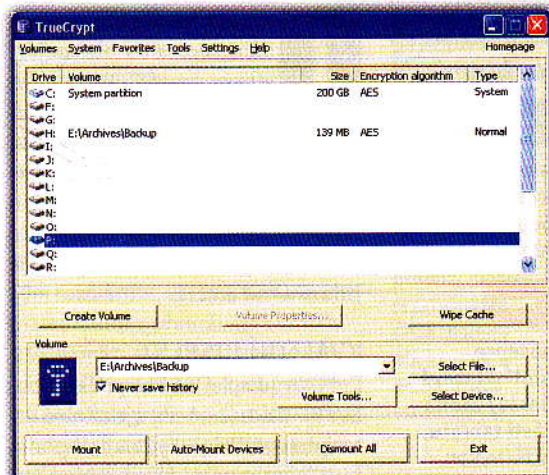 TrueCrypt
Volumes System Favorites Tools Settings Help Homepage
Drive Volume Size Encryption algorithm Type
C: System partition 200 GB AES System
F:
G:
H: E:\Archives\Backup 139 MB AES Normal
I:
J:
K:
L:
M:
N:
O:
P:
Q:
R:
Create Volume Volume Properties... Wipe Cache
Volume
E:\Archives\Backup Select File...
Never save history Volume Tools... Select Device...
Mount Auto-Mount Devices Dismount All Exit